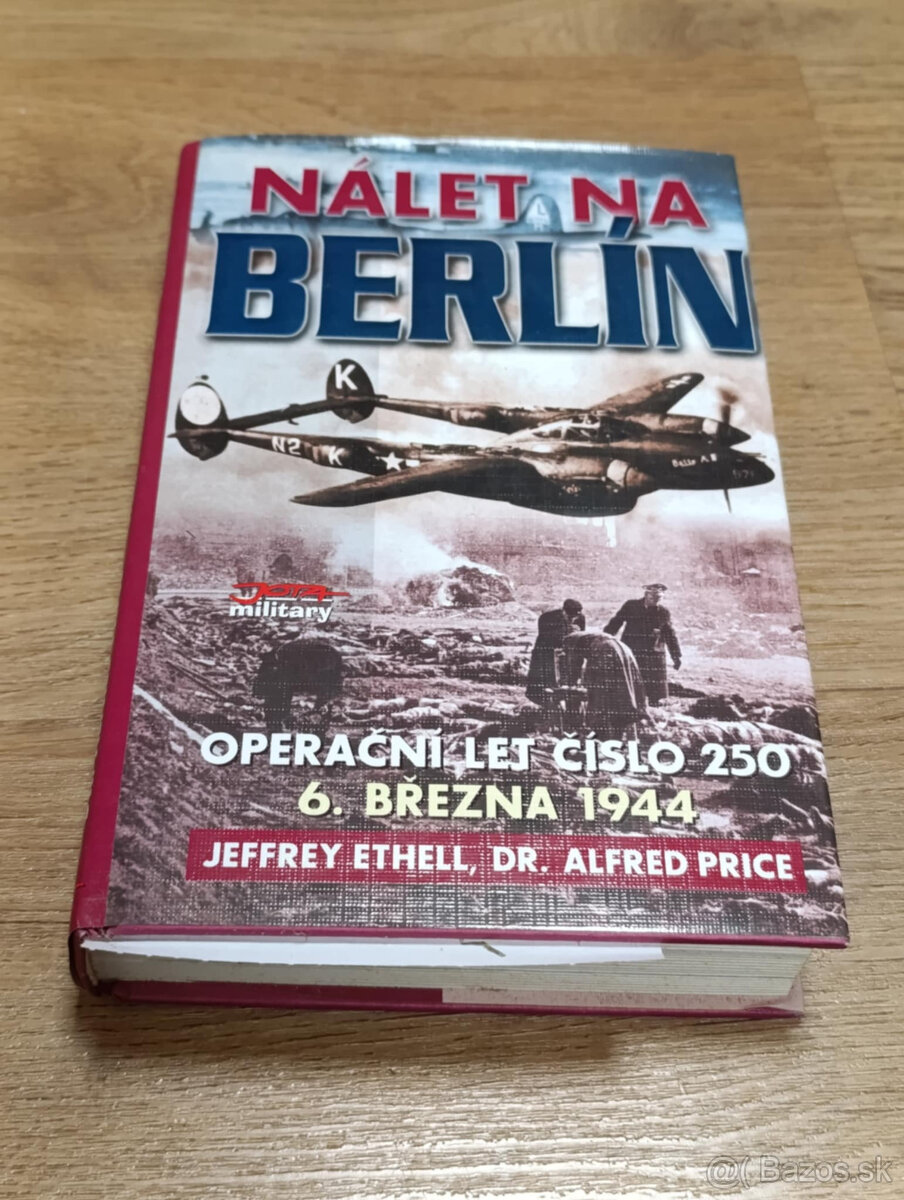 NÁLET NA
BERLÍN
K
N2 K
JOTA
military
OPERAČNÍ LET ČÍSLO 250
6. BŘEZNA 1944
JEFFREY ETHELL, DR. ALFRED PRICE
@( Bazos.sk